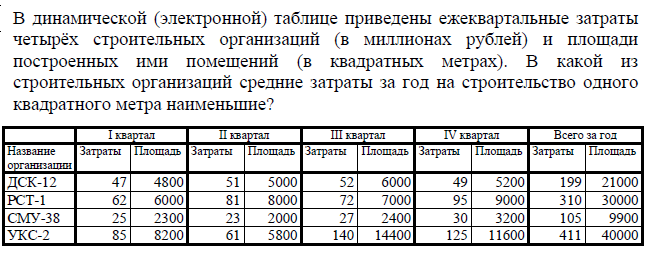 В динамической (электронной) таблице приведены ежеквартальные затраты
четырёх строительных организаций (в миллионах рублей) и площади
построенных ими помещений (в квадратных метрах). В какой из
строительных организаций средние затраты за год на строительство одного
квадратного метра наименьшие?
I квартал II квартал III квартал IV квартал Всего за год
Название организации Затраты Площадь Затраты Площадь Затраты Площадь Затраты Площадь Затраты Площадь
ДСК-12 47 4800 51 5000 52 6000 49 5200 199 21000
РСТ-1 62 6000 81 8000 72 7000 95 9000 310 30000
СМУ-38 25 2300 23 2000 27 2400 30 3200 105 9900
УКС-2 85 8200 61 5800 140 14400 125 11600 411 40000